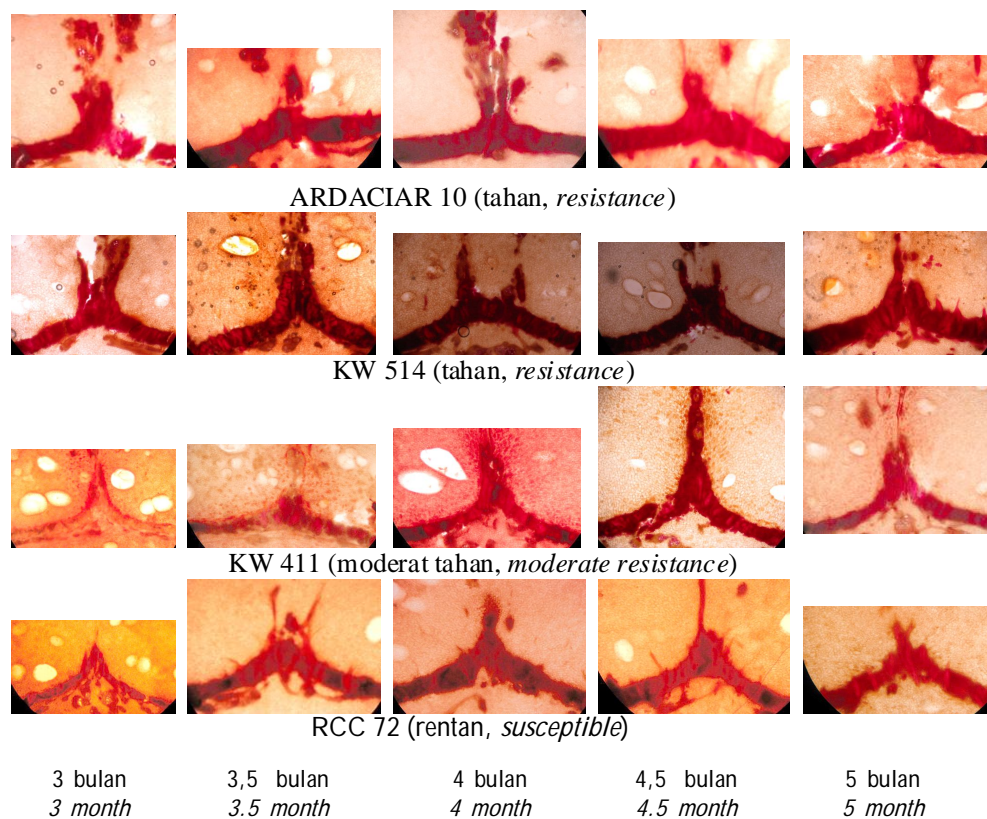 ARDACIAR 10 (tahan, resistance)
KW 514 (tahan, resistance)
KW 411 (moderat tahan, moderate resistance)
RCC 72 (rentan, susceptible)
3 bulan 3,5 bulan 4 bulan 4,5 bulan 5 bulan
3 month 3.5 month 4 month 4.5 month 5 month